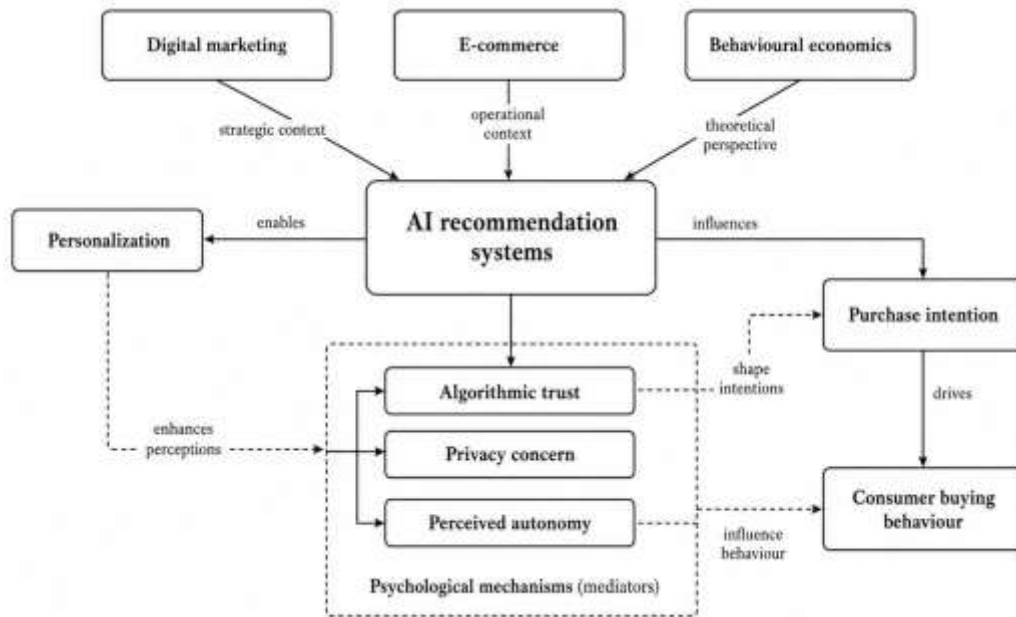 Digital marketing
E-commerce
Behavioural economics
strategic context
operational
context
theoretical
perspective
AI recommendation
systems
enables
influences
Personalization
Purchase intention
Algorithmic trust
shape
intentions
drives
enhances
perceptions
Privacy concern
Perceived autonomy
Consumer buying
behaviour
influence
behaviour
Psychological mechanisms (mediators)